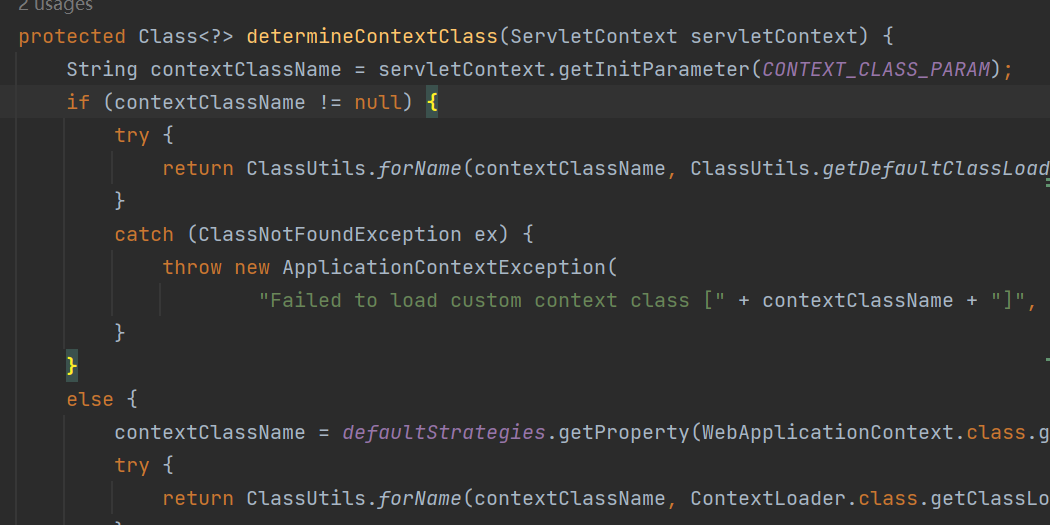 2 usages
protected Class<?> determineContextClass(ServletContext servletContext) {
String contextClassName = servletContext.getInitParameter(CONTEXT_CLASS_PARAM);
if (contextClassName != null) {
try {
return ClassUtils.forName(contextClassName, ClassUtils.getDefaultClassLoad
}
catch (ClassNotFoundException ex) {
throw new ApplicationContextException(
"Failed to load custom context class [" + contextClassName + "]",
}
}
else {
contextClassName = defaultStrategies.getProperty(WebApplicationContext.class.g
try {
return ClassUtils.forName(contextClassName, ContextLoader.class.getClassLo
}